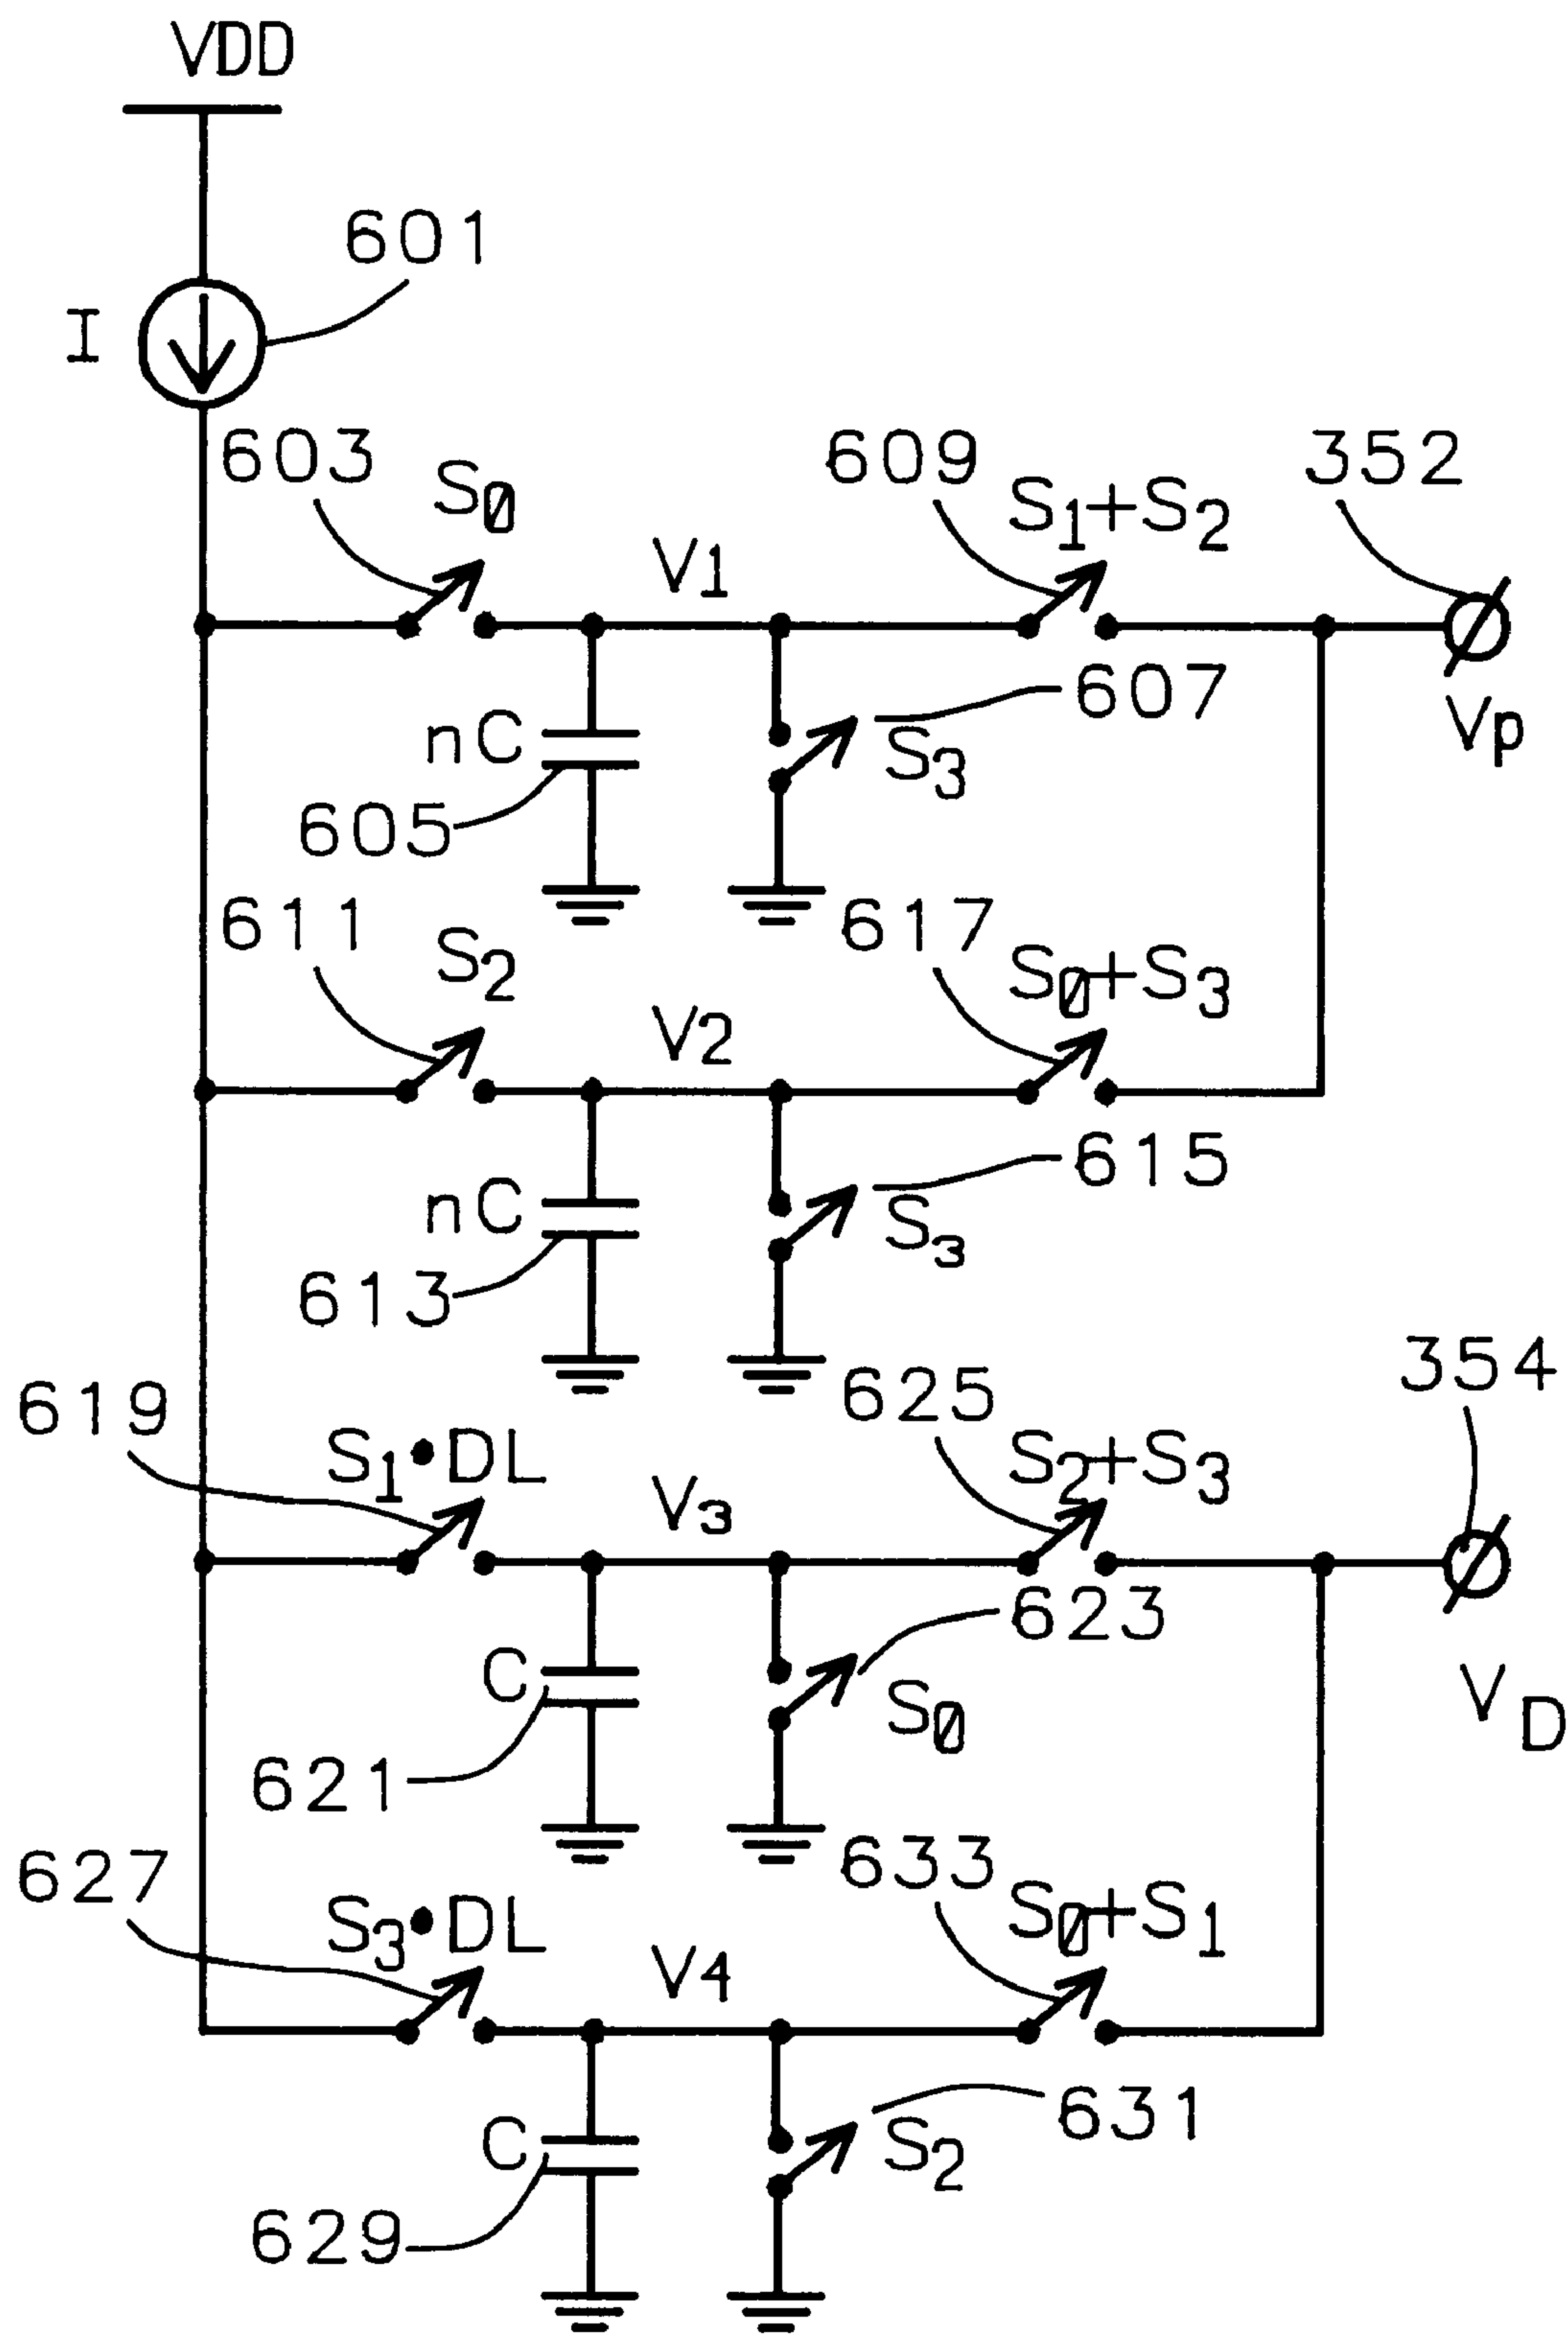 VDD
601
I
603
S0
609
S1+S2
352
V1
607
nC
S3
Vp
605
611
S2
617
S0+S3
V2
615
nC
S3
613
354
619
S1•DL
625
S2+S3
V3
623
C
S0
VD
621
627
S3•DL
633
S0+S1
V4
631
C
S2
629